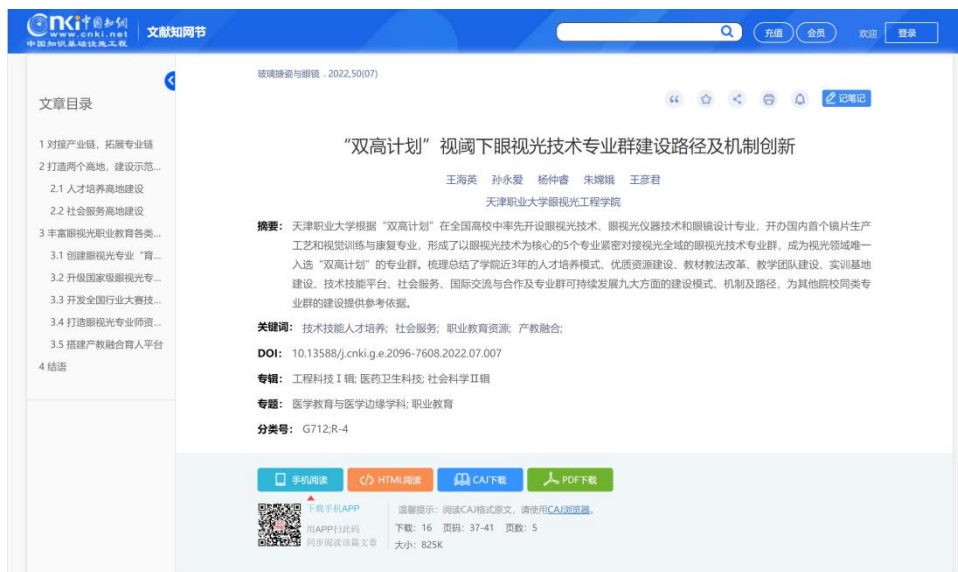 Cnki中国知网
www.cnki.net
中国知识基础设施工程
文献知网节
充值
会员
欢迎
登录
文章目录
1 对接产业链，拓展专业链
2 打造两个高地，建设示范...
2.1 人才培养高地建设
2.2 社会服务高地建设
3 丰富眼视光职业教育各类...
3.1 创建眼视光专业“育...
3.2 升级国家级眼视光专...
3.3 开发全国行业大赛技...
3.4 打造眼视光专业师资...
3.5 搭建产教融合育人平台
4 结语
玻璃搪瓷与眼镜 . 2022,50(07)
记笔记
“双高计划”视阈下眼视光技术专业群建设路径及机制创新
王海英 孙永爱 杨仲睿 朱嫦娥 王彦君
天津职业大学眼视光工程学院
摘要： 天津职业大学根据“双高计划”在全国高校中率先开设眼视光技术、眼视光仪器技术和眼镜设计专业，开办国内首个镜片生产
工艺和视觉训练与康复专业，形成了以眼视光技术为核心的5个专业紧密对接视光全域的眼视光技术专业群，成为视光领域唯一
入选“双高计划”的专业群。梳理总结了学院近3年的人才培养模式、优质资源建设、教材教法改革、教学团队建设、实训基地
建设、技术技能平台、社会服务、国际交流与合作及专业群可持续发展九大方面的建设模式、机制及路径，为其他院校同类专
业群的建设提供参考依据。
关键词： 技术技能人才培养; 社会服务; 职业教育资源; 产教融合;
DOI： 10.13588/j.cnki.g.e.2096-7608.2022.07.007
专辑： 工程科技Ⅰ辑; 医药卫生科技; 社会科学Ⅱ辑
专题： 医学教育与医学边缘学科; 职业教育
分类号： G712;R-4
手机阅读
HTML阅读
CAJ下载
PDF下载
下载手机APP
用APP扫此码
同步阅读该篇文章
温馨提示：阅读CAJ格式原文，请使用CAJ浏览器。
下载：16 页码：37-41 页数：5
大小：825K